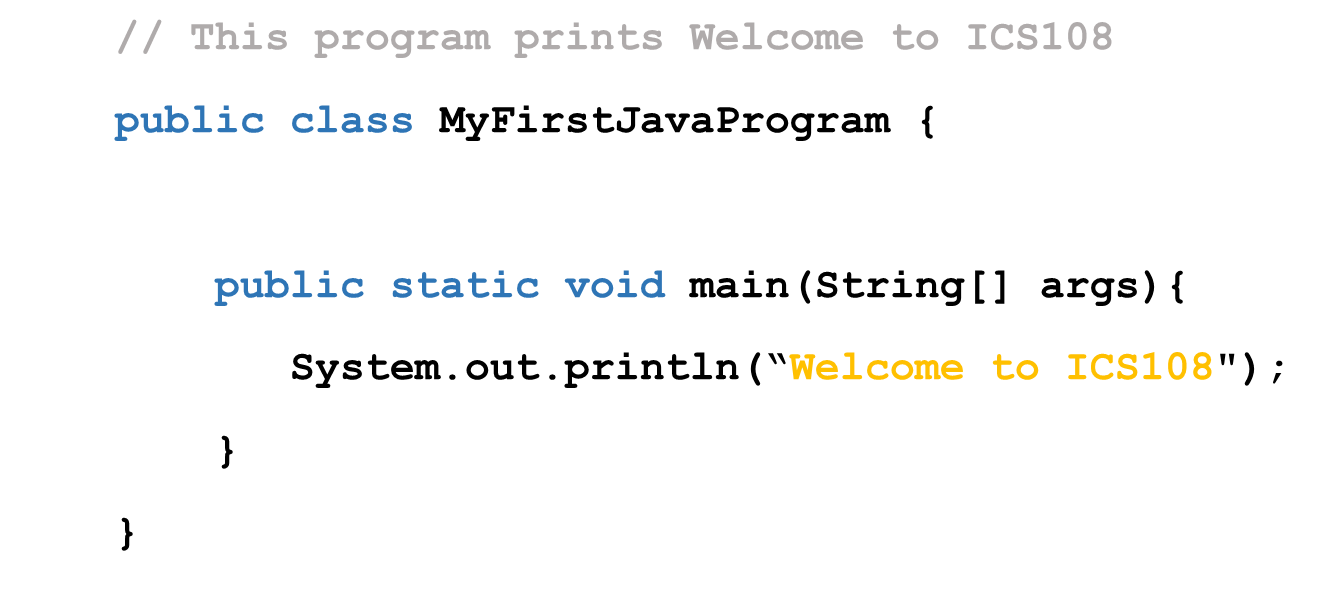 // This program prints Welcome to ICS108
public class MyFirstJavaProgram {
public static void main(String[] args){
System.out.println(“Welcome to ICS108");
}
}